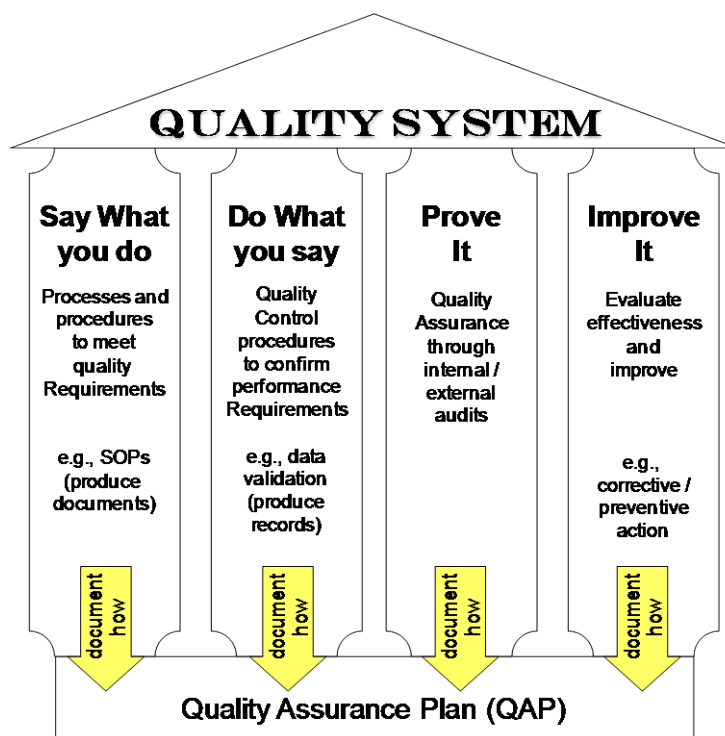 QUALITY SYSTEM
Say What
you do
Processes and
procedures
to meet
quality
Requirements
e.g., SOPs
(produce
documents)
document
how
Do What
you say
Quality
Control
procedures
to confirm
performance
Requirements
e.g., data
validation
(produce
records)
document
how
Prove
It
Quality
Assurance
through
internal /
external
audits
document
how
Improve
It
Evaluate
effectiveness
and
improve
e.g.,
corrective /
preventive
action
document
how
Quality Assurance Plan (QAP)